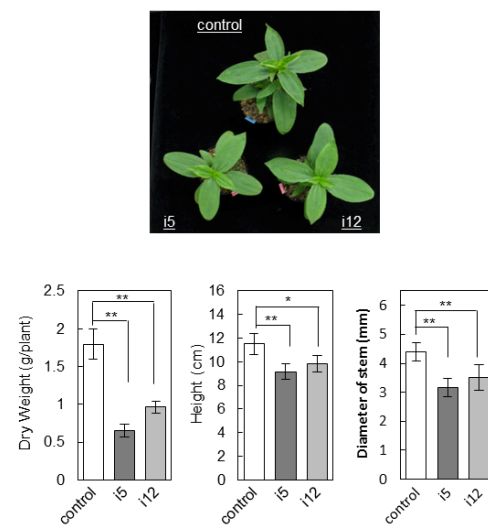 control
i5
i12
Dry Weight (g/plant)
2.5
2
1.5
1
0.5
0
**
**
control
i5
i12
Height (cm)
16
14
12
10
8
6
4
2
0
*
**
control
i5
i12
Diameter of stem (mm)
6
5
4
3
2
1
0
**
**
control
i5
i12